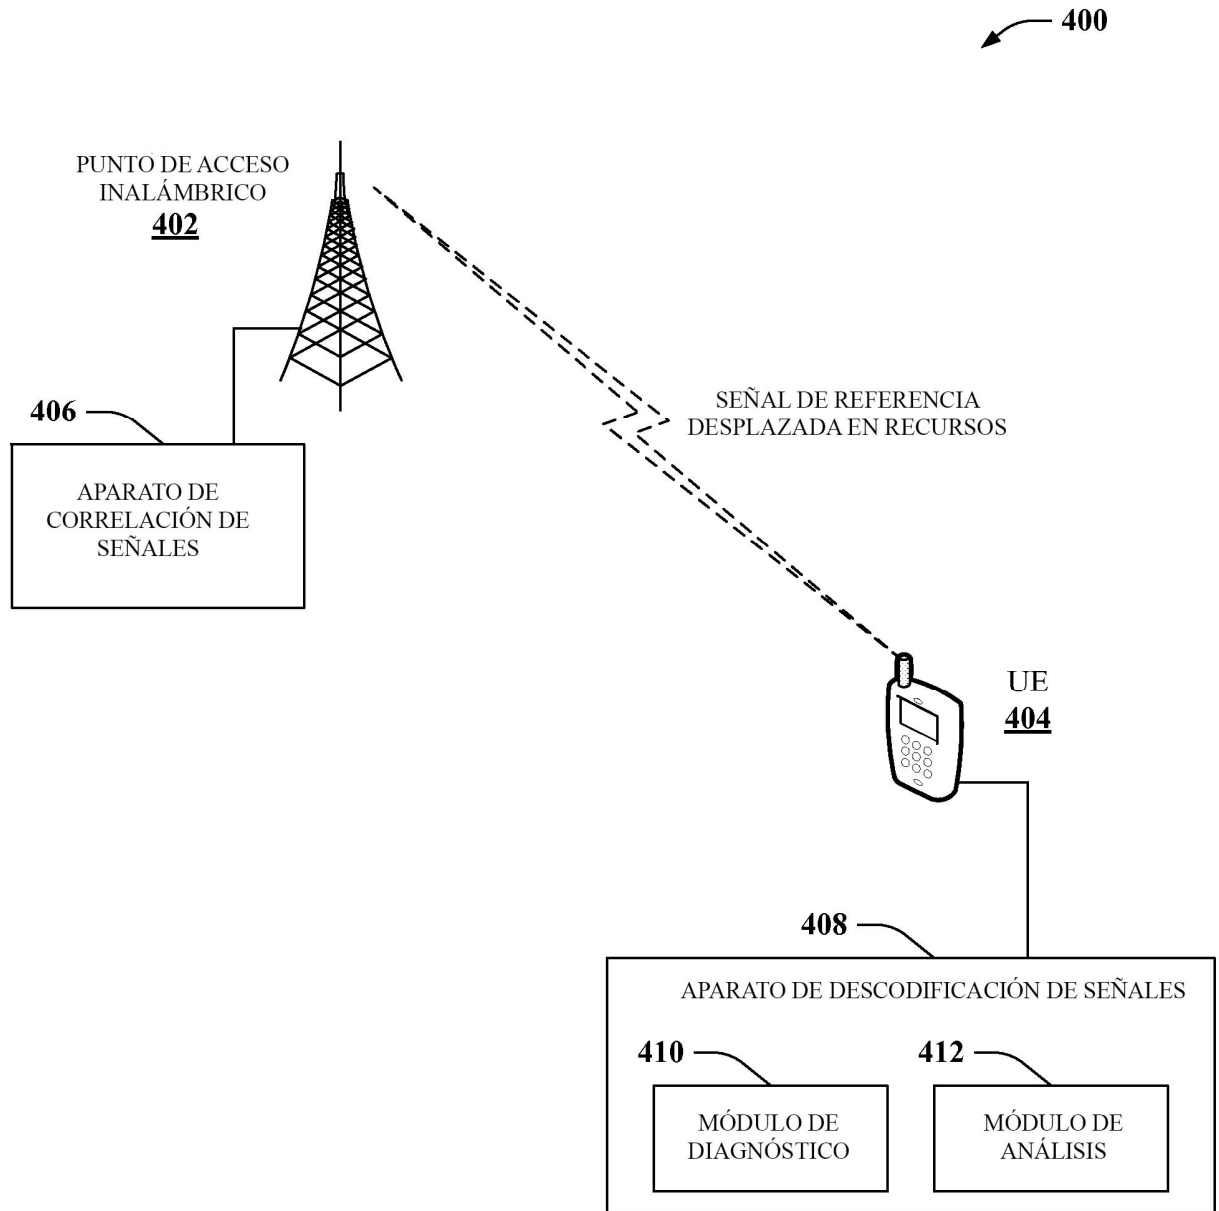 400
PUNTO DE ACCESO
INALÁMBRICO
402
406
APARATO DE
CORRELACIÓN DE
SEÑALES
SEÑAL DE REFERENCIA
DESPLAZADA EN RECURSOS
UE
404
408
APARATO DE DESCODIFICACIÓN DE SEÑALES
410
MÓDULO DE
DIAGNÓSTICO
412
MÓDULO DE
ANÁLISIS